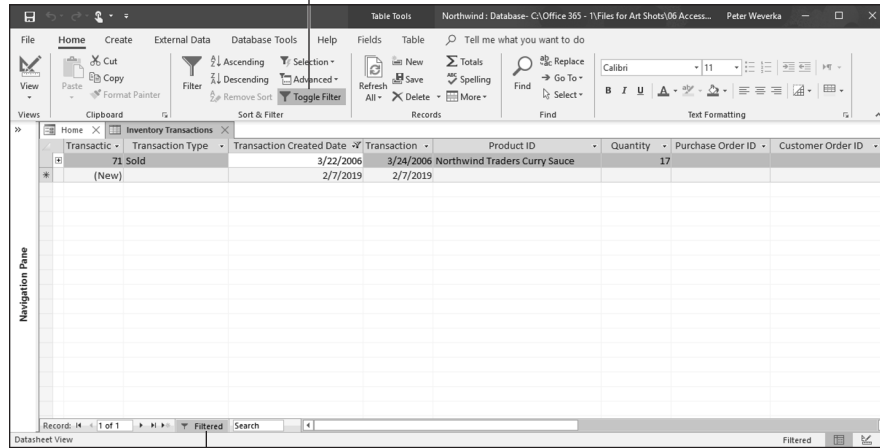 Table Tools Northwind : Database- C:\Office 365 - 1\Files for Art Shots\06 Access... Peter Weverka
File Home Create External Data Database Tools Help Fields Table Tell me what you want to do
View Paste Cut Copy Format Painter Filter Ascending Descending Remove Sort Selection Advanced Toggle Filter Refresh All New Save Delete Totals Spelling More Find Replace Go To Select Calibri 11 B I U A
Views Clipboard Sort & Filter Records Find Text Formatting
Home Inventory Transactions
Transactic Transaction Type Transaction Created Date Transaction Product ID Quantity Purchase Order ID Customer Order ID
71 Sold 3/22/2006 3/24/2006 Northwind Traders Curry Sauce 17
(New) 2/7/2019 2/7/2019
Navigation Pane
Record: 1 of 1 Filtered Search
Datasheet View Filtered